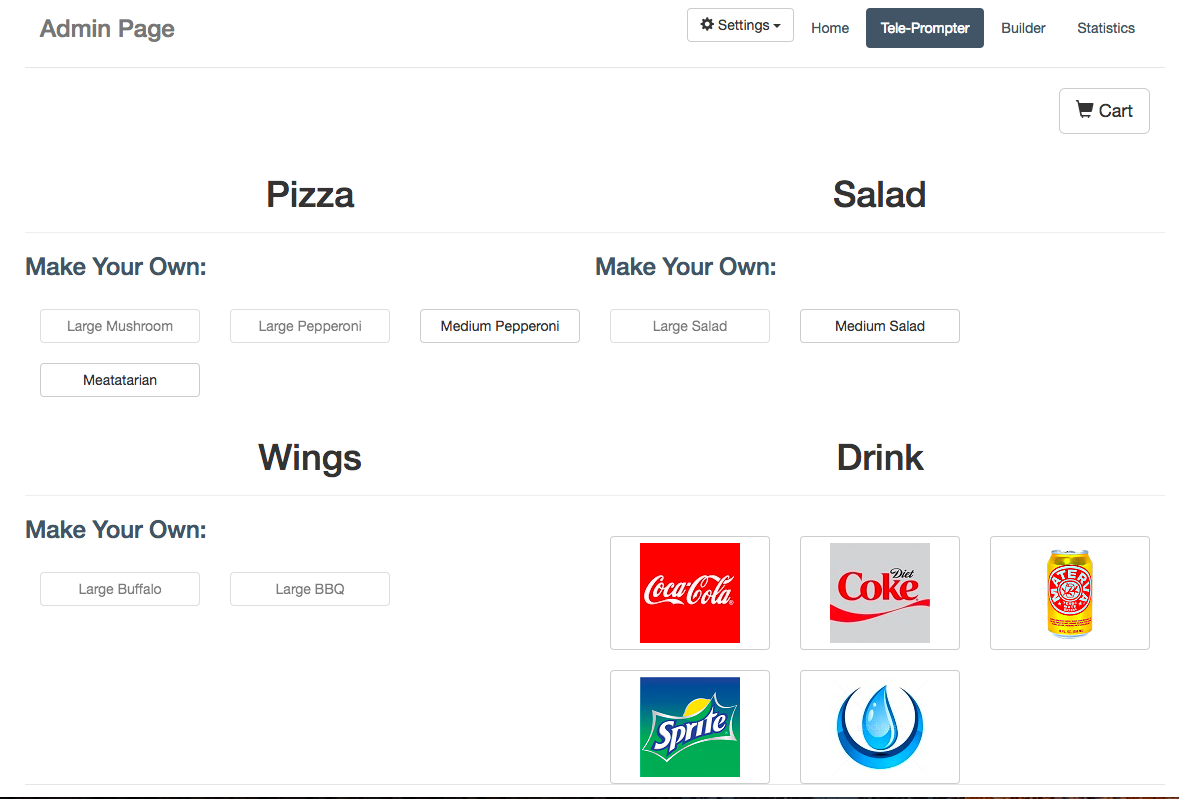 Admin Page
Settings
Home
Tele-Prompter
Builder
Statistics
Cart
Pizza
Salad
Make Your Own:
Make Your Own:
Large Mushroom
Large Pepperoni
Medium Pepperoni
Large Salad
Medium Salad
Meatatarian
Wings
Drink
Make Your Own:
Large Buffalo
Large BBQ
Coca-Cola
Diet
Coke
MATERVA
Sprite